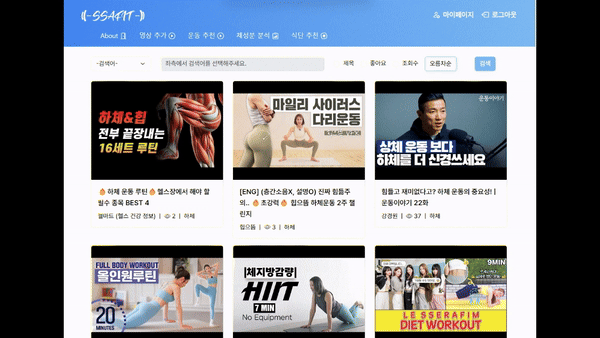 -SSAFIT-
마이페이지
로그아웃
About
영상 추가
운동 추천
체성분 분석
식단 추천
-검색어-
좌측에서 검색어를 선택해주세요.
제목
좋아요
조회수
오름차순
검색
하체&힙
전부 끝장내는
16세트 루틴
🔥하체 운동 루틴🔥헬스장에서 해야 할
필수 종목 BEST 4
| 2 | 하체
마일리 사이러스
다리운동
[ENG] (층간소음X, 설명O) 진짜 힘들주
의.. 🔥 초강력 🔥 힙으뜸 하체운동 2주 챌
린지
힘으뜸 | 3 | 하체
운동이야기
상체 운동 보다
하체를 더 신경쓰세요
힘들고 재미없다고? 하체 운동의 중요성! |
운동이야기 22화
강경원 | 37 | 하체
FULL BODY WORKOUT
올인원루틴
20
MINUTES
|체지방감량|
HIIT
7 MIN
No Equipment
9MIN
LE SSERAFIM
DIET WORKOUT